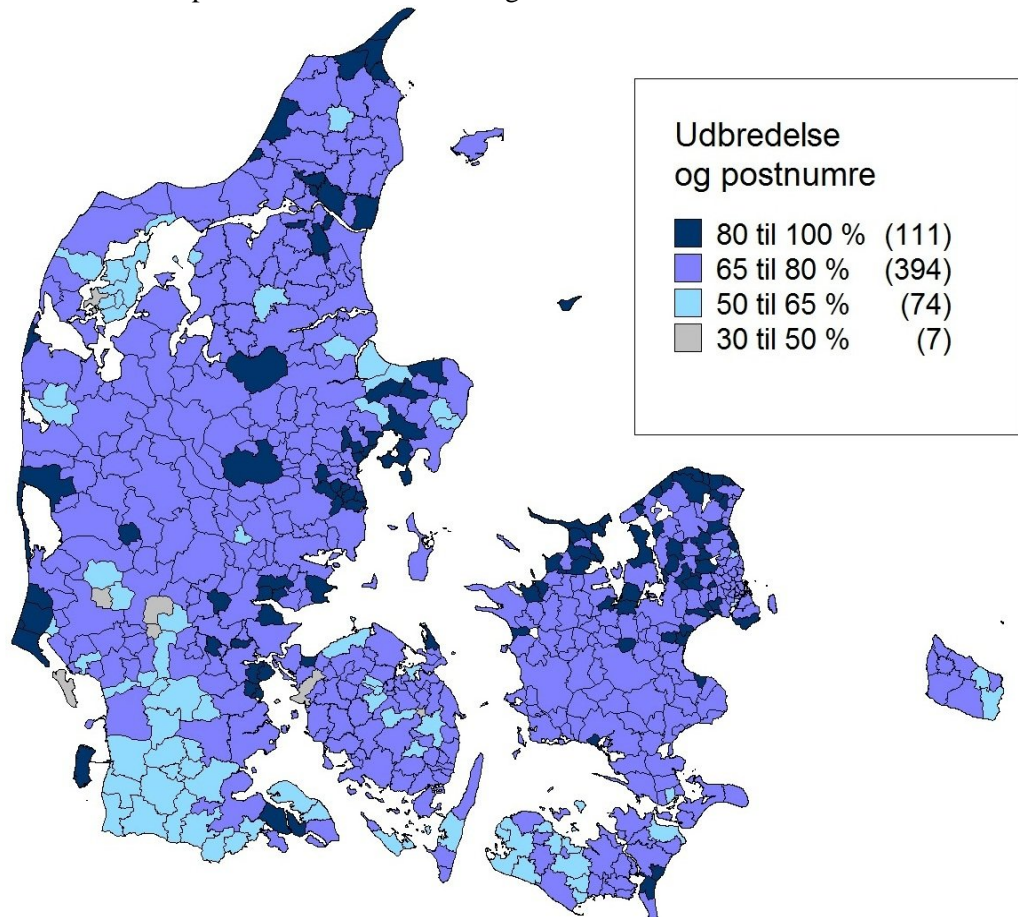 Udbredelse
og postnumre
80 til 100 % (111)
65 til 80 % (394)
50 til 65 % (74)
30 til 50 % (7)